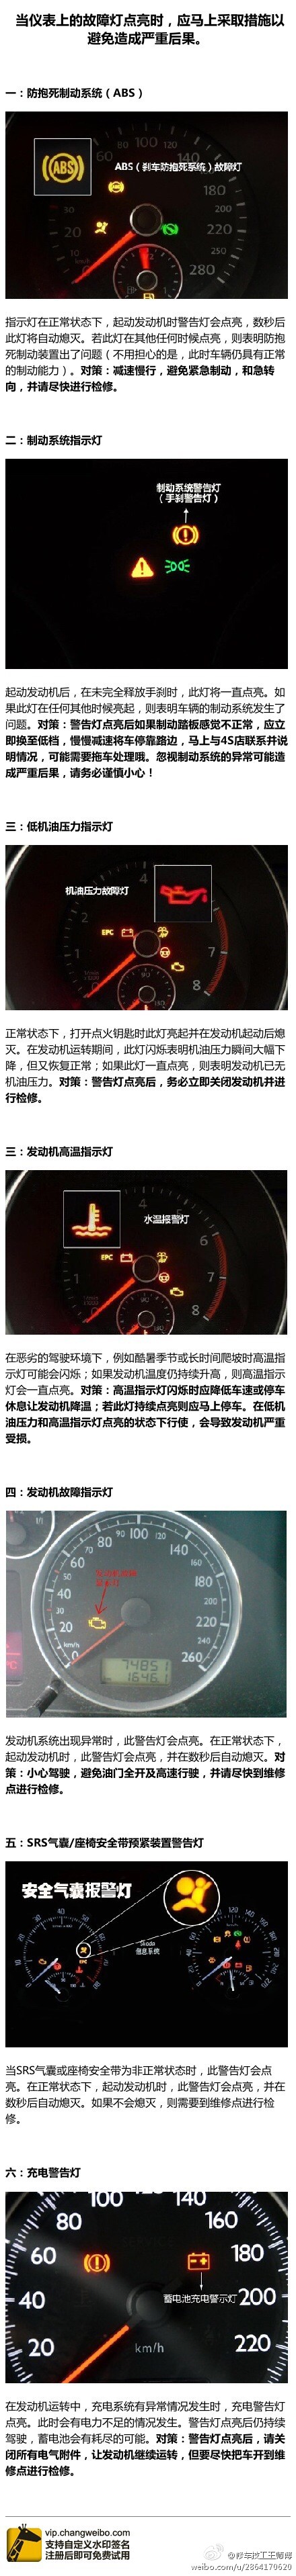 当仪表上的故障灯点亮时，应马上采取措施以
避免造成严重后果。
一：防抱死制动系统（ABS）
ABS
ABS（刹车防抱死系统）故障灯
60
80
100
120
140
180
200
220
240
280
30
20
10
指示灯在正常状态下，起动发动机时警告灯会点亮，数秒后
此灯将自动熄灭。若此灯在其他任何时候点亮，则表明防抱
死制动装置出了问题（不用担心的是，此时车辆仍具有正常
的制动能力）。对策：减速慢行，避免紧急制动，和急转
向，并请尽快进行检修。
二：制动系统指示灯
制动系统警告灯
（手刹警告灯）
起动发动机后，在未完全释放手刹时，此灯将一直点亮。如
果此灯在任何其他时候亮起，则表明车辆的制动系统发生了
问题。对策：警告灯点亮后如果制动踏板感觉不正常，应立
即换至低档，慢慢减速将车停靠路边，马上与4S店联系并说
明情况，可能需要拖车处理哦。忽视制动系统的异常可能造
成严重后果，请务必谨慎小心！
三：低机油压力指示灯
机油压力故障灯
4
2
1
EPC
7
8
正常状态下，打开点火钥匙时此灯亮起并在发动机起动后熄
灭。在发动机运转期间，此灯闪烁表明机油压力瞬间大幅下
降，但又恢复正常；如果此灯一直点亮，则表明发动机已无
机油压力。对策：警告灯点亮后，务必立即关闭发动机并进
行检修。
三：发动机高温指示灯
水温报警灯
4
5
6
7
8
1
EPC
在恶劣的驾驶环境下，例如酷暑季节或长时间爬坡时高温指
示灯可能会闪烁；如果发动机温度仍持续升高，则高温指示
灯会一直点亮。对策：高温指示灯闪烁时应降低车速或停车
休息让发动机降温；若此灯持续点亮则应马上停车。在低机
油压力和高温指示灯点亮的状态下行使，会导致发动机严重
受损。
四：发动机故障指示灯
20
40
60
80
100
120
140
180
220
260
km/h
74851
1646.1
发动机系统出现异常时，此警告灯会点亮。在正常状态下，
起动发动机时，此警告灯会点亮，并在数秒后自动熄灭。对
策：小心驾驶，避免油门全开及高速行驶，并请尽快到维修
点进行检修。
五：SRS气囊/座椅安全带预紧装置警告灯
安全气囊报警灯
EPC
Skoda
信息系统
当SRS气囊或座椅安全带为非正常状态时，此警告灯会点
亮。在正常状态下，起动发动机时，此警告灯会点亮，并在
数秒后自动熄灭。如果不会熄灭，则需要到维修点进行检
修。
六：充电警告灯
20
40
60
80
100
120
140
160
180
200
220
km/h
蓄电池充电警示灯
在发动机运转中，充电系统有异常情况发生时，充电警告灯
点亮。此时会有电力不足的情况发生。警告灯点亮后仍持续
驾驶，蓄电池会有耗尽的可能。对策：警告灯点亮后，请关
闭所有电气附件，让发动机继续运转，但要尽快把车开到维
修点进行检修。
vip.changweibo.com
支持自定义水印签名
注册后即可免费试用
@修车技工王师傅
weibo.com/u/2864170620